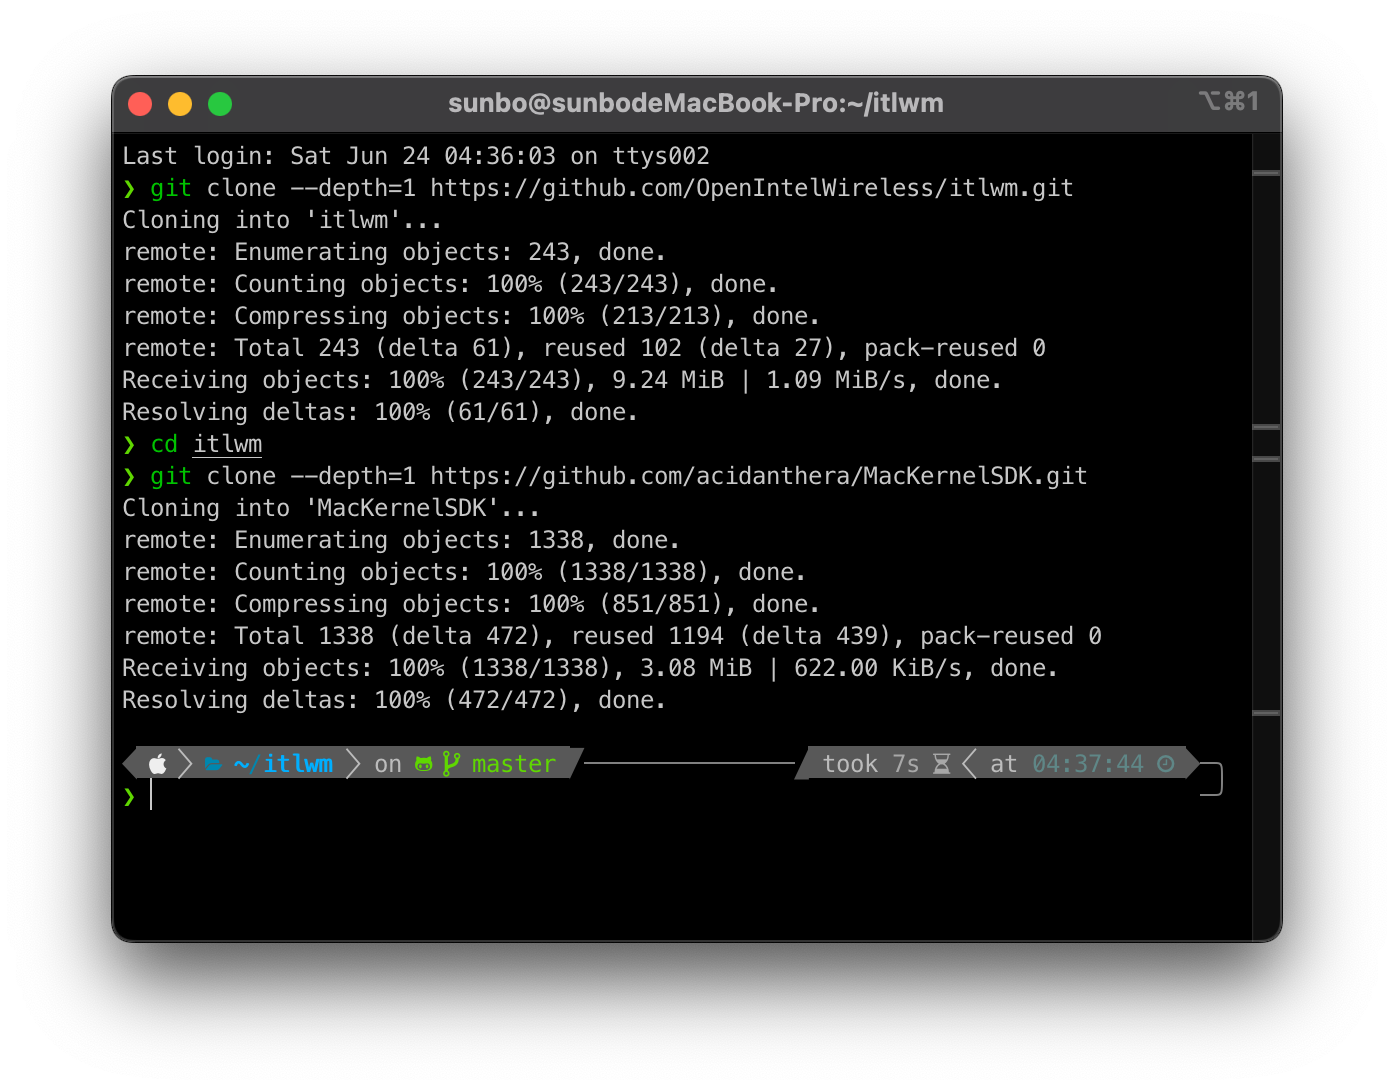 sunbo@sunbodeMacBook-Pro:~/itlwm
⌥⌘1
Last login: Sat Jun 24 04:36:03 on ttys002
❯ git clone --depth=1 https://github.com/OpenIntelWireless/itlwm.git
Cloning into 'itlwm'...
remote: Enumerating objects: 243, done.
remote: Counting objects: 100% (243/243), done.
remote: Compressing objects: 100% (213/213), done.
remote: Total 243 (delta 61), reused 102 (delta 27), pack-reused 0
Receiving objects: 100% (243/243), 9.24 MiB | 1.09 MiB/s, done.
Resolving deltas: 100% (61/61), done.
❯ cd itlwm
❯ git clone --depth=1 https://github.com/acidanthera/MacKernelSDK.git
Cloning into 'MacKernelSDK'...
remote: Enumerating objects: 1338, done.
remote: Counting objects: 100% (1338/1338), done.
remote: Compressing objects: 100% (851/851), done.
remote: Total 1338 (delta 472), reused 1194 (delta 439), pack-reused 0
Receiving objects: 100% (1338/1338), 3.08 MiB | 622.00 KiB/s, done.
Resolving deltas: 100% (472/472), done.
~/itlwm on master took 7s at 04:37:44
❯